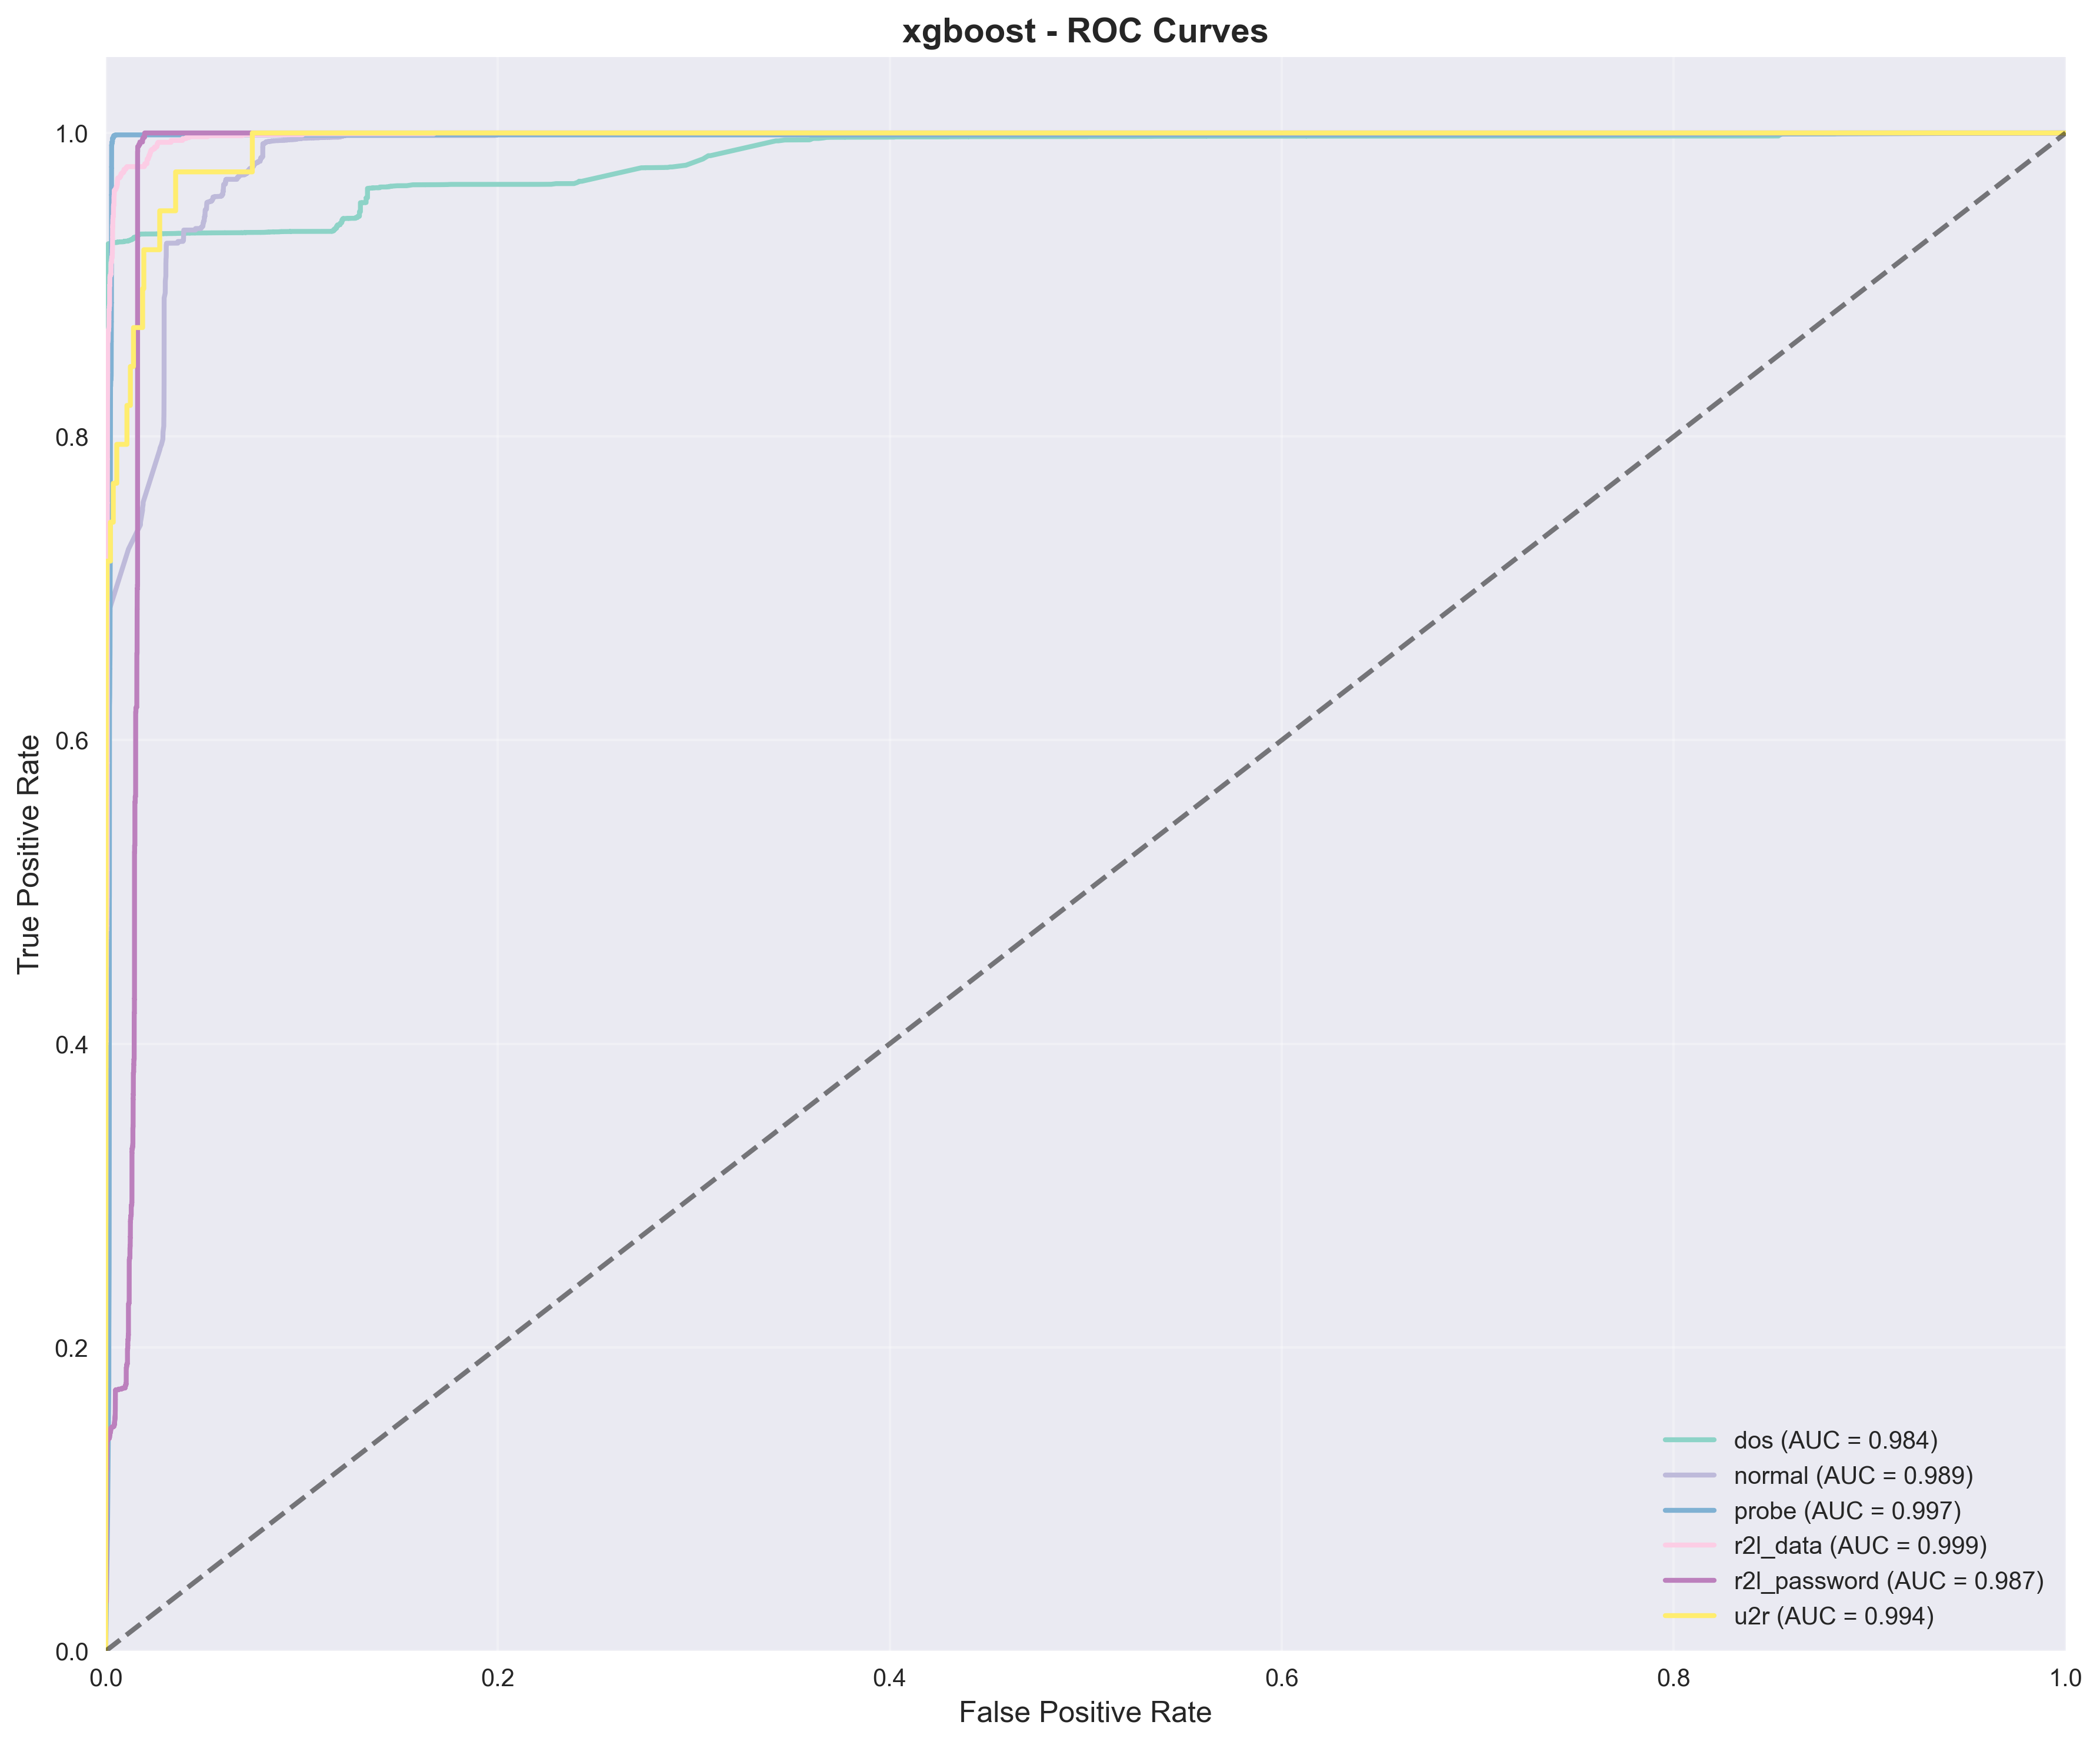 xgboost - ROC Curves
True Positive Rate
1.0
0.8
0.6
0.4
0.2
0.0
0.0 0.2 0.4 0.6 0.8 1.0
False Positive Rate
dos (AUC = 0.984)
normal (AUC = 0.989)
probe (AUC = 0.997)
r2l_data (AUC = 0.999)
r2l_password (AUC = 0.987)
u2r (AUC = 0.994)